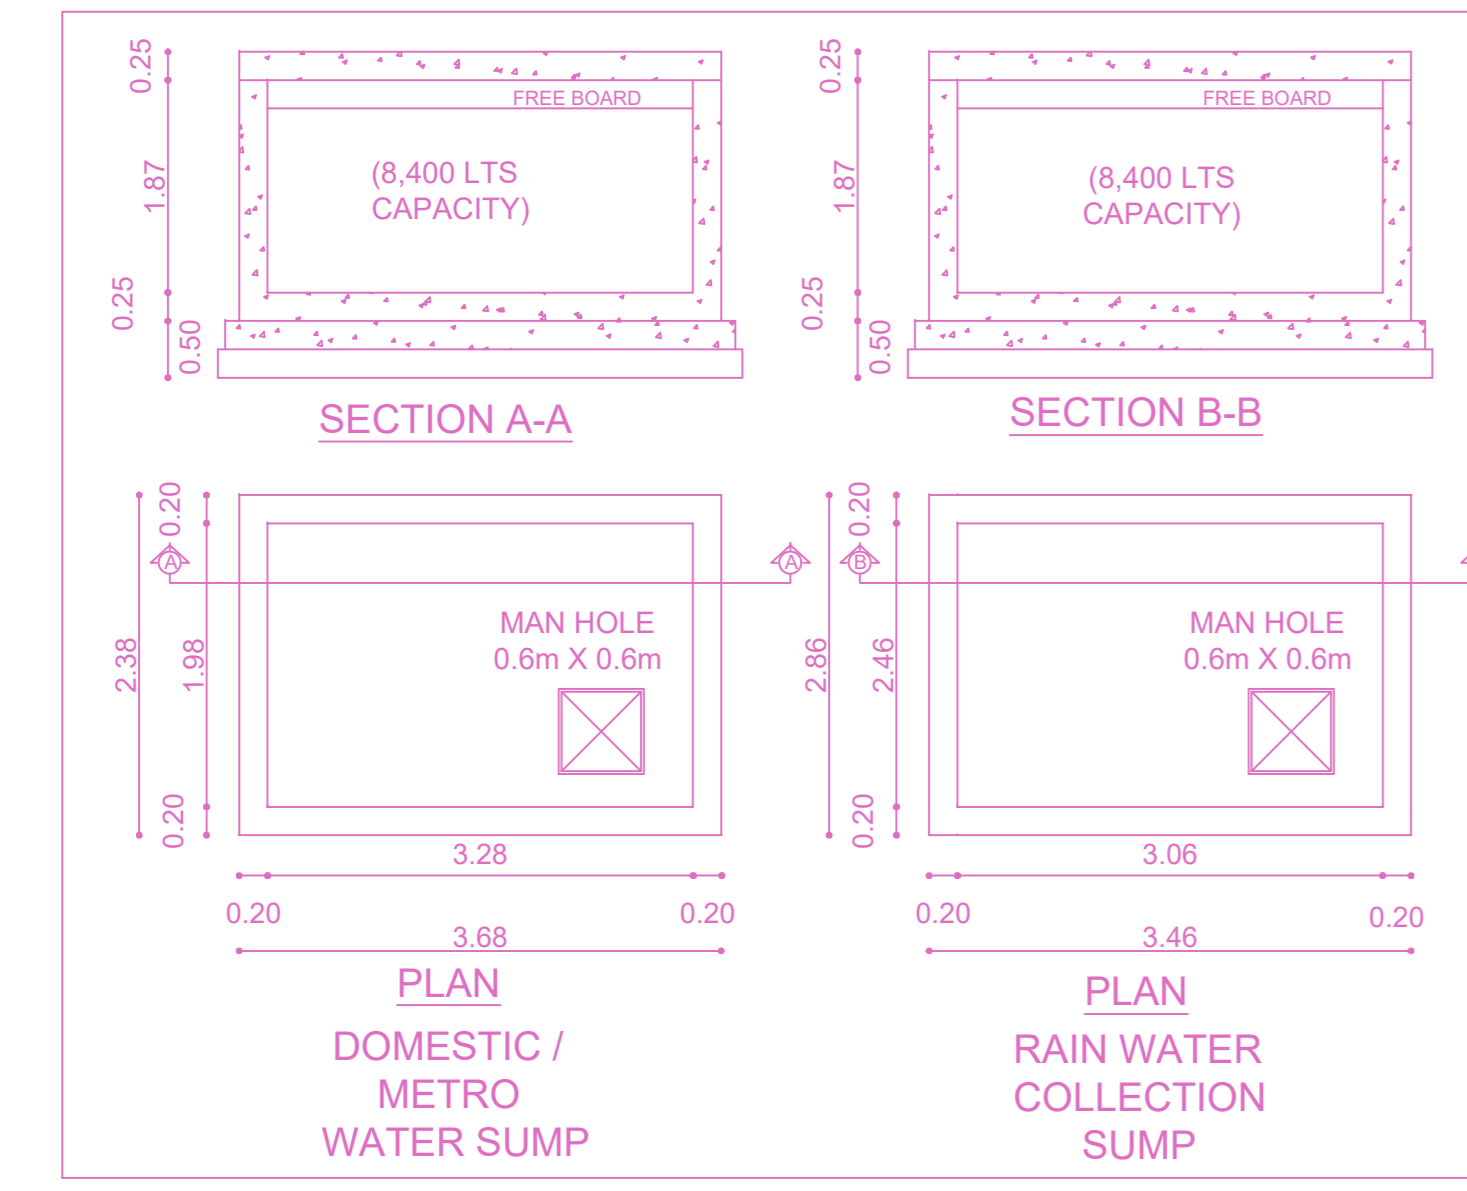 0.25
1.87
0.25
0.50
FREE BOARD
(8,400 LTS
CAPACITY)
SECTION A-A
0.25
1.87
0.25
0.50
FREE BOARD
(8,400 LTS
CAPACITY)
SECTION B-B
0.20
A
A
2.38
1.98
MAN HOLE
0.6m X 0.6m
0.20
3.28
0.20
0.20
3.68
PLAN
DOMESTIC /
METRO
WATER SUMP
0.20
B
2.86
2.46
MAN HOLE
0.6m X 0.6m
0.20
3.06
0.20
0.20
3.46
PLAN
RAIN WATER
COLLECTION
SUMP